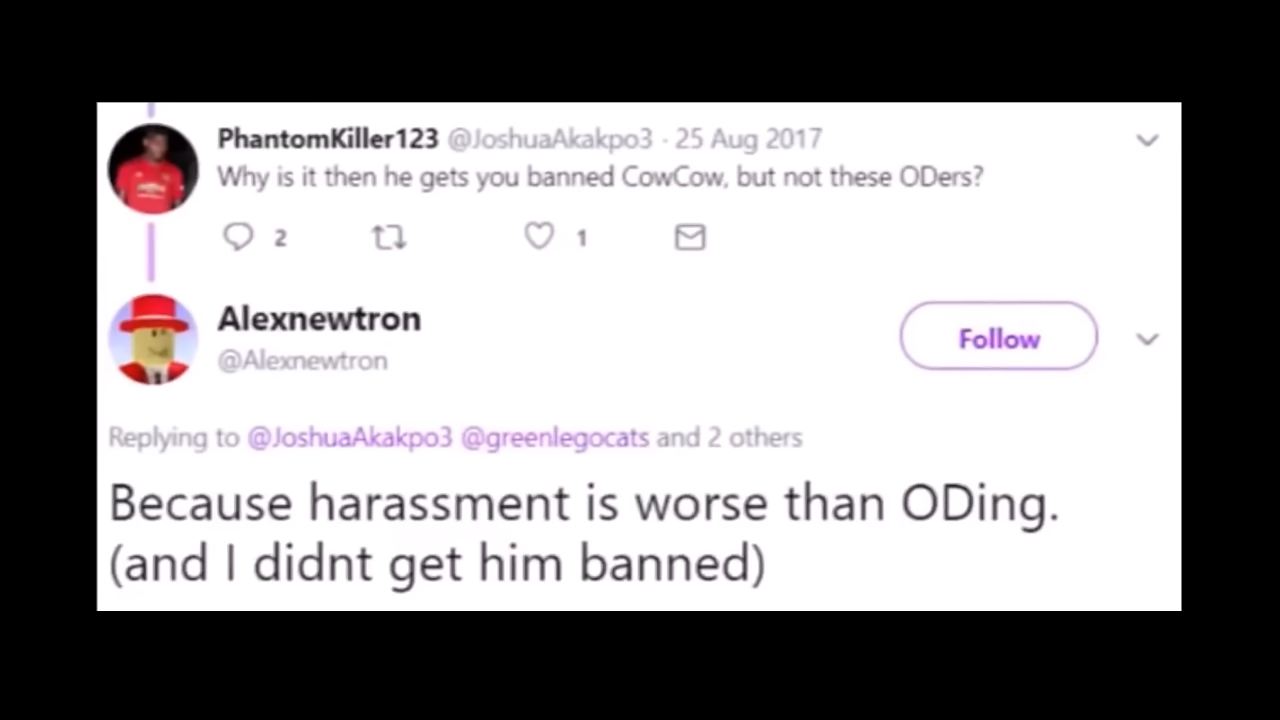 PhantomKiller123 @JoshuaAkakpo3 · 25 Aug 2017
Why is it then he gets you banned CowCow, but not these ODers?
2 1
Alexnewtron
@Alexnewtron
Follow
Replying to @JoshuaAkakpo3 @greenlegocats and 2 others
Because harassment is worse than ODing.
(and I didnt get him banned)